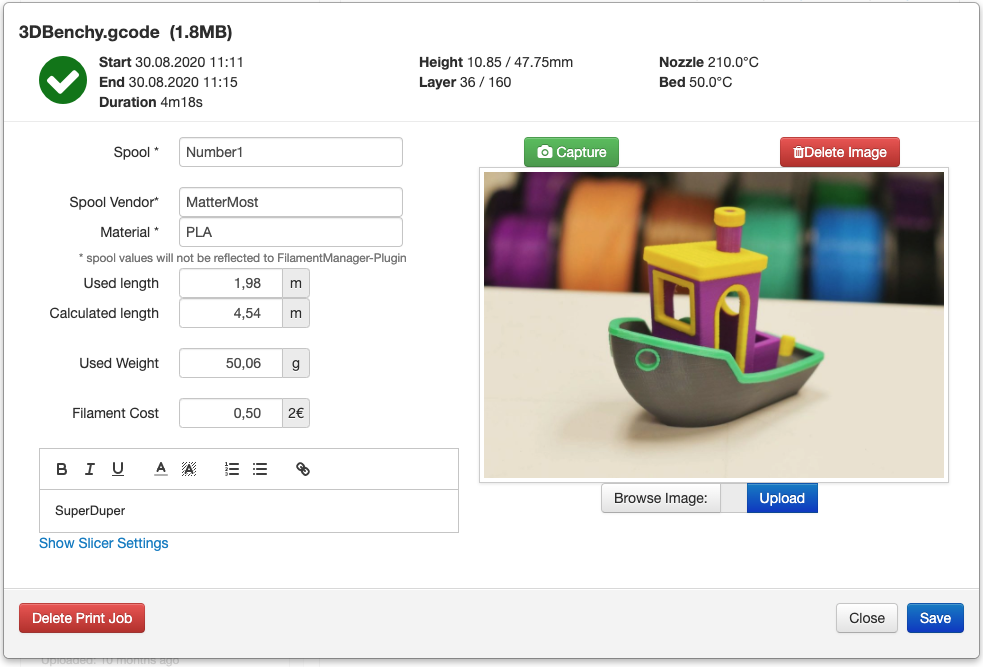 3DBenchy.gcode (1.8MB)
Start 30.08.2020 11:11
End 30.08.2020 11:15
Duration 4m18s
Height 10.85 / 47.75mm
Layer 36 / 160
Nozzle 210.0°C
Bed 50.0°C
Spool * Number1
Spool Vendor* MatterMost
Material * PLA
* spool values will not be reflected to FilamentManager-Plugin
Used length 1,98 m
Calculated length 4,54 m
Used Weight 50,06 g
Filament Cost 0,50 2€
B I U A A
SuperDuper
Show Slicer Settings
Capture
Delete Image
Browse Image:
Upload
Delete Print Job
Close
Save
Uploaded: 10 months ago